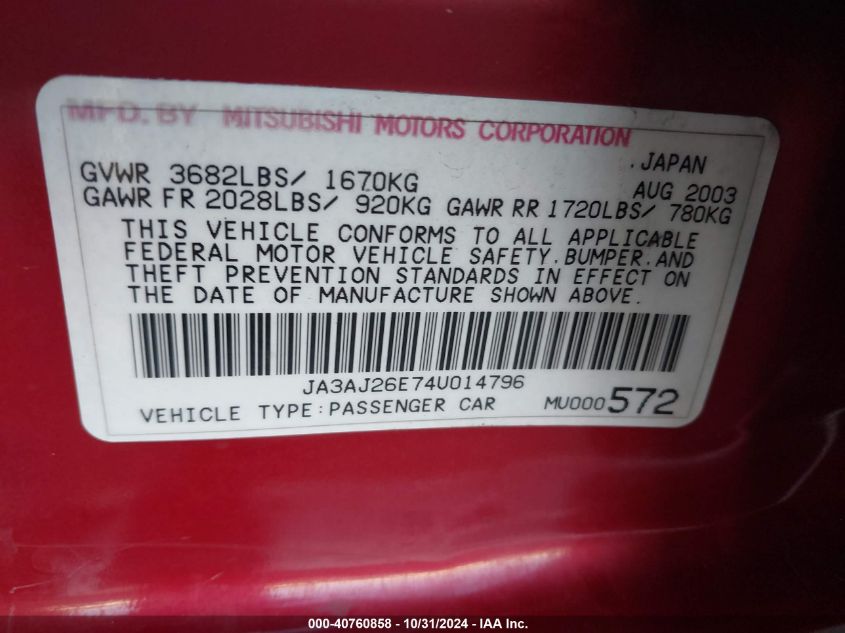 MFD. BY MITSUBISHI MOTORS CORPORATION
JAPAN
GVWR 3682LBS/ 1670KG AUG 2003
GAWR FR 2028LBS/ 920KG GAWR RR 1720LBS/ 780KG
THIS VEHICLE CONFORMS TO ALL APPLICABLE
FEDERAL MOTOR VEHICLE SAFETY, BUMPER, AND
THEFT PREVENTION STANDARDS IN EFFECT ON
THE DATE OF MANUFACTURE SHOWN ABOVE.
JA3AJ26E74U014796
VEHICLE TYPE:PASSENGER CAR MU000572
000-40760858 - 10/31/2024 - IAA Inc.